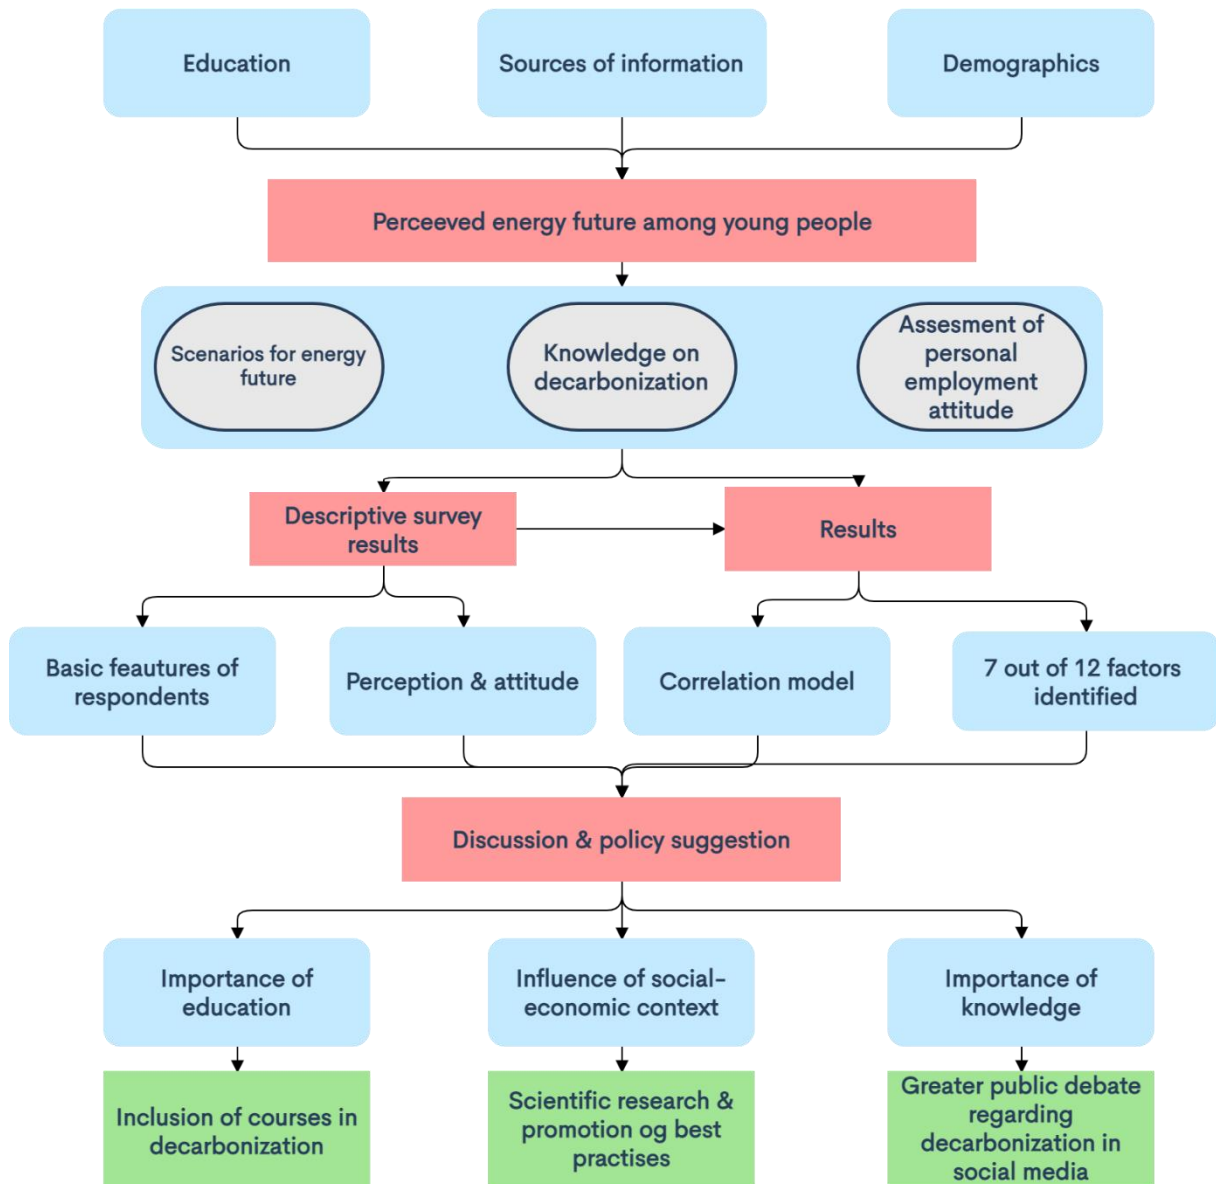 Education
Sources of information
Demographics
Perceeved energy future among young people
Scenarios for energy
future
Knowledge on
decarbonization
Assesment of
personal
employment
attitude
Descriptive survey
results
Results
Basic feautures of
respondents
Perception & attitude
Correlation model
7 out of 12 factors
identified
Discussion & policy suggestion
Importance of
education
Influence of social-
economic context
Importance of
knowledge
Inclusion of courses in
decarbonization
Scientific research &
promotion og best
practises
Greater public debate
regarding
decarbonization in
social media